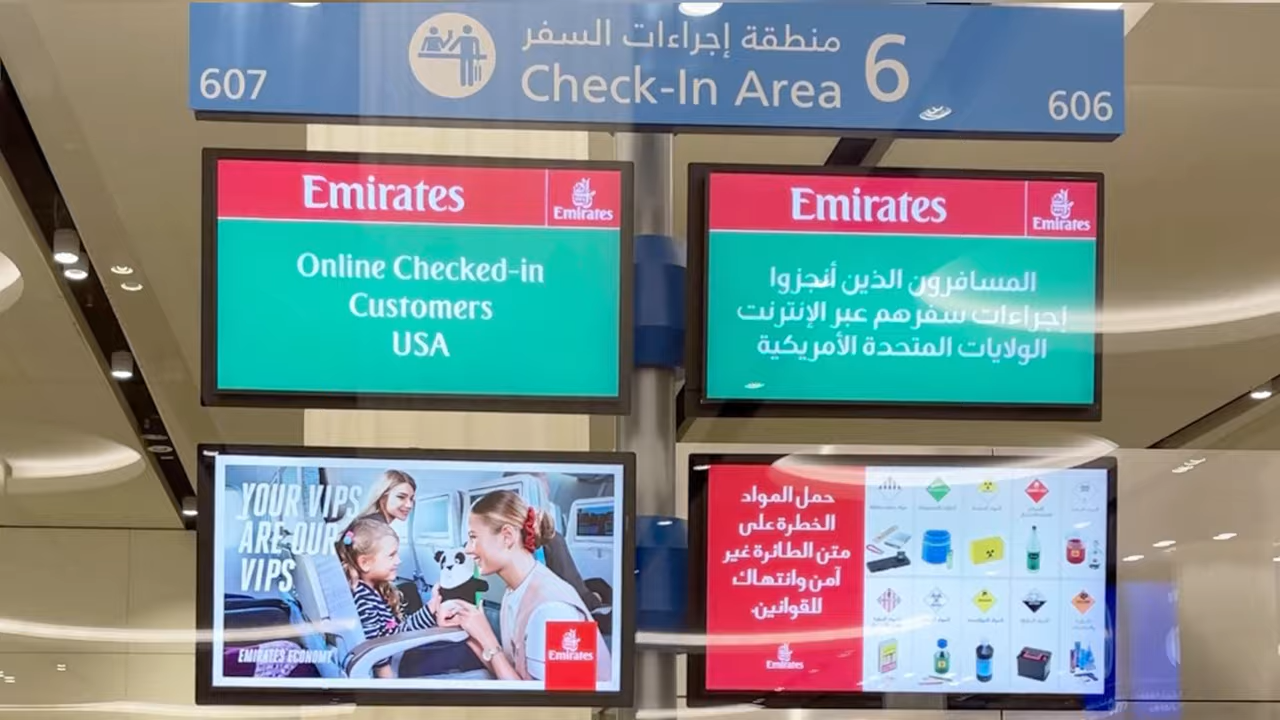 منطقة إجراءات السفر
Check-In Area
6
607
606
Emirates
Emirates
Online Checked-in
Customers
USA
Emirates
Emirates
المسافرون الذين أنجزوا
إجراءات سفرهم عبر الإنترنت
الولايات المتحدة الأمريكية
YOUR VIPS
ARE OUR
VIPS
EMIRATES ECONOMY
Emirates
حمل المواد
الخطرة على
متن الطائرة غير
آمن وانتهاك
للقوانين.
Emirates